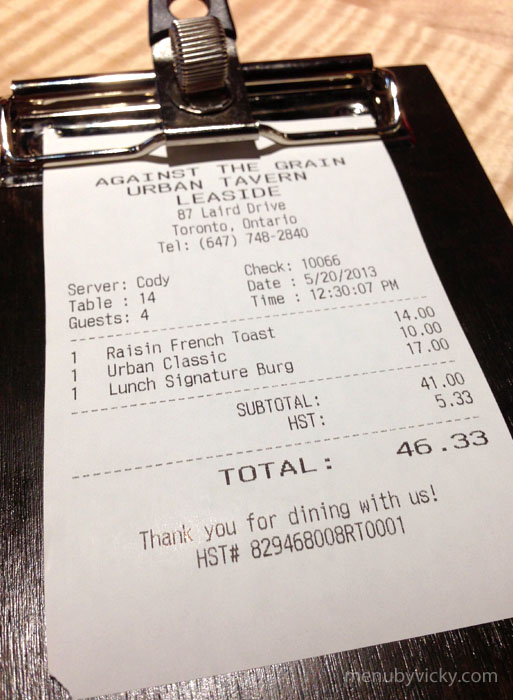 AGAINST THE GRAIN
URBAN TAVERN
LEASIDE
87 Laird Drive
Toronto, Ontario
Tel: (647) 748-2840
Server: Cody Check: 10066
Table : 14 Date : 5/20/2013
Guests: 4 Time : 12:30:07 PM
1 Raisin French Toast 14.00
1 Urban Classic 10.00
1 Lunch Signature Burg 17.00
SUBTOTAL: 41.00
HST: 5.33
TOTAL: 46.33
Thank you for dining with us!
HST# 829468008RT0001
menubyvicky.com